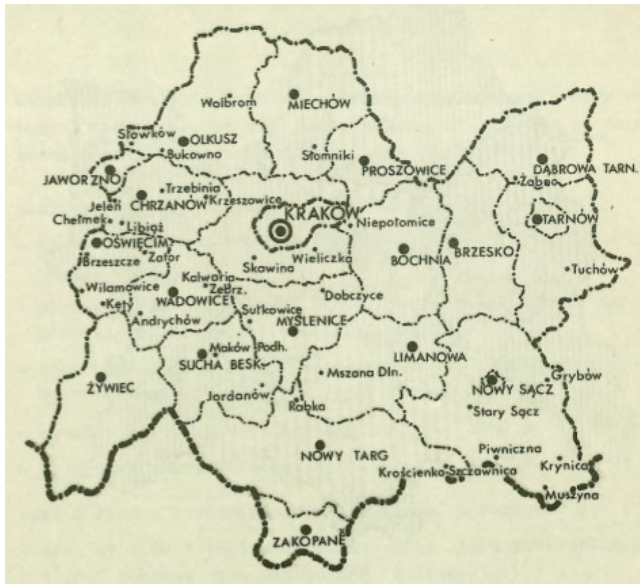 Wolbrom
MIECHÓW
Sławków
OLKUSZ
Bukowno
Słomniki
PROSZOWICE
DĄBROWA TARN.
Żabno
JAWORZNO
Jeleń
CHRZANÓW
Trzebinia
Krzeszowice
KRAKÓW
Niepołomice
TARNÓW
Chełmek
Libiąż
OŚWIĘCIM
Zator
Brzeszcze
Skawina
Wieliczka
BOCHNIA
BRZESKO
Tuchów
Wilamowice
Kęty
Kalwaria
Zebrz.
WADOWICE
Andrychów
Sułkowice
Dobczyce
MYŚLENICE
Maków Podh.
SUCHA BESK.
LIMANOWA
ŻYWIEC
Jordanów
Mszana Dln.
Rabka
NOWY SĄCZ
Grybów
Stary Sącz
NOWY TARG
Piwniczna
Krościenko
Szczawnica
Krynica
Muszyna
ZAKOPANE